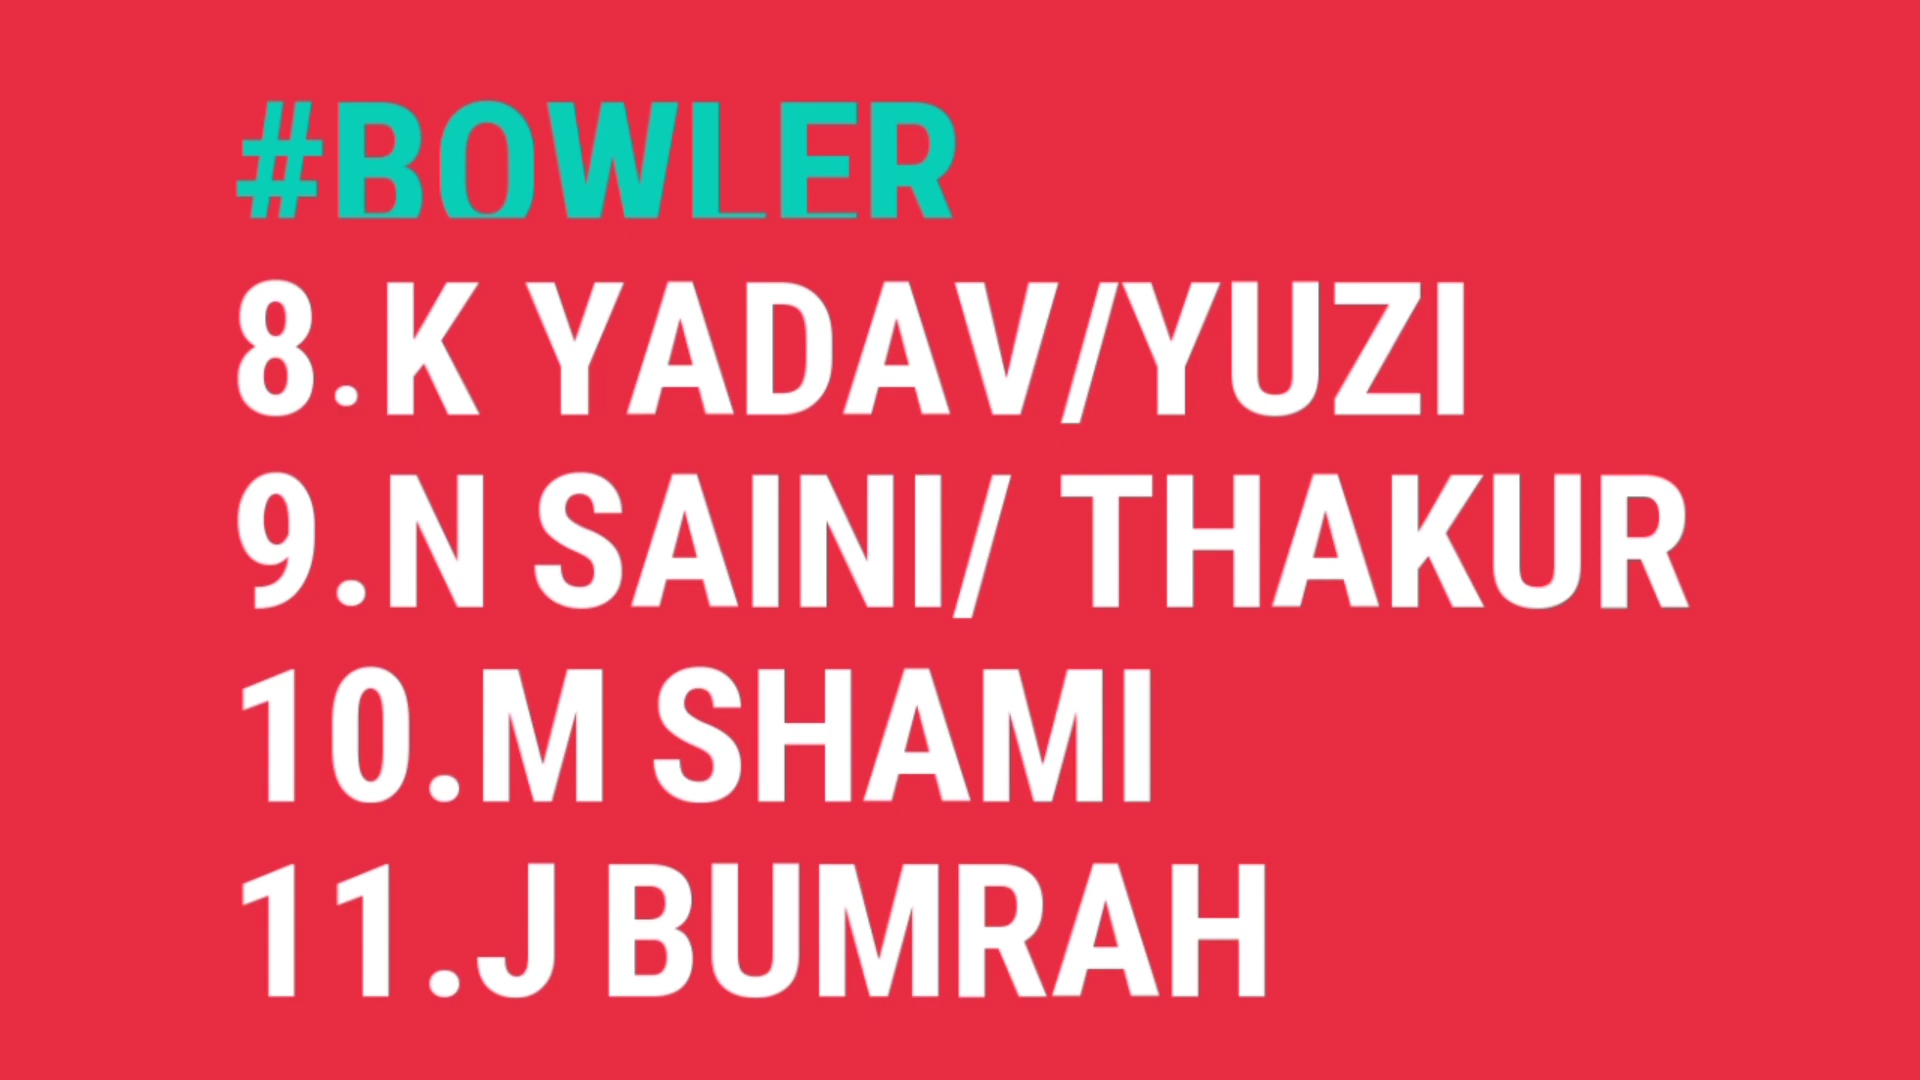 #BOWLER
8.K YADAV/YUZI
9.N SAINI/ THAKUR
10.M SHAMI
11.J BUMRAH